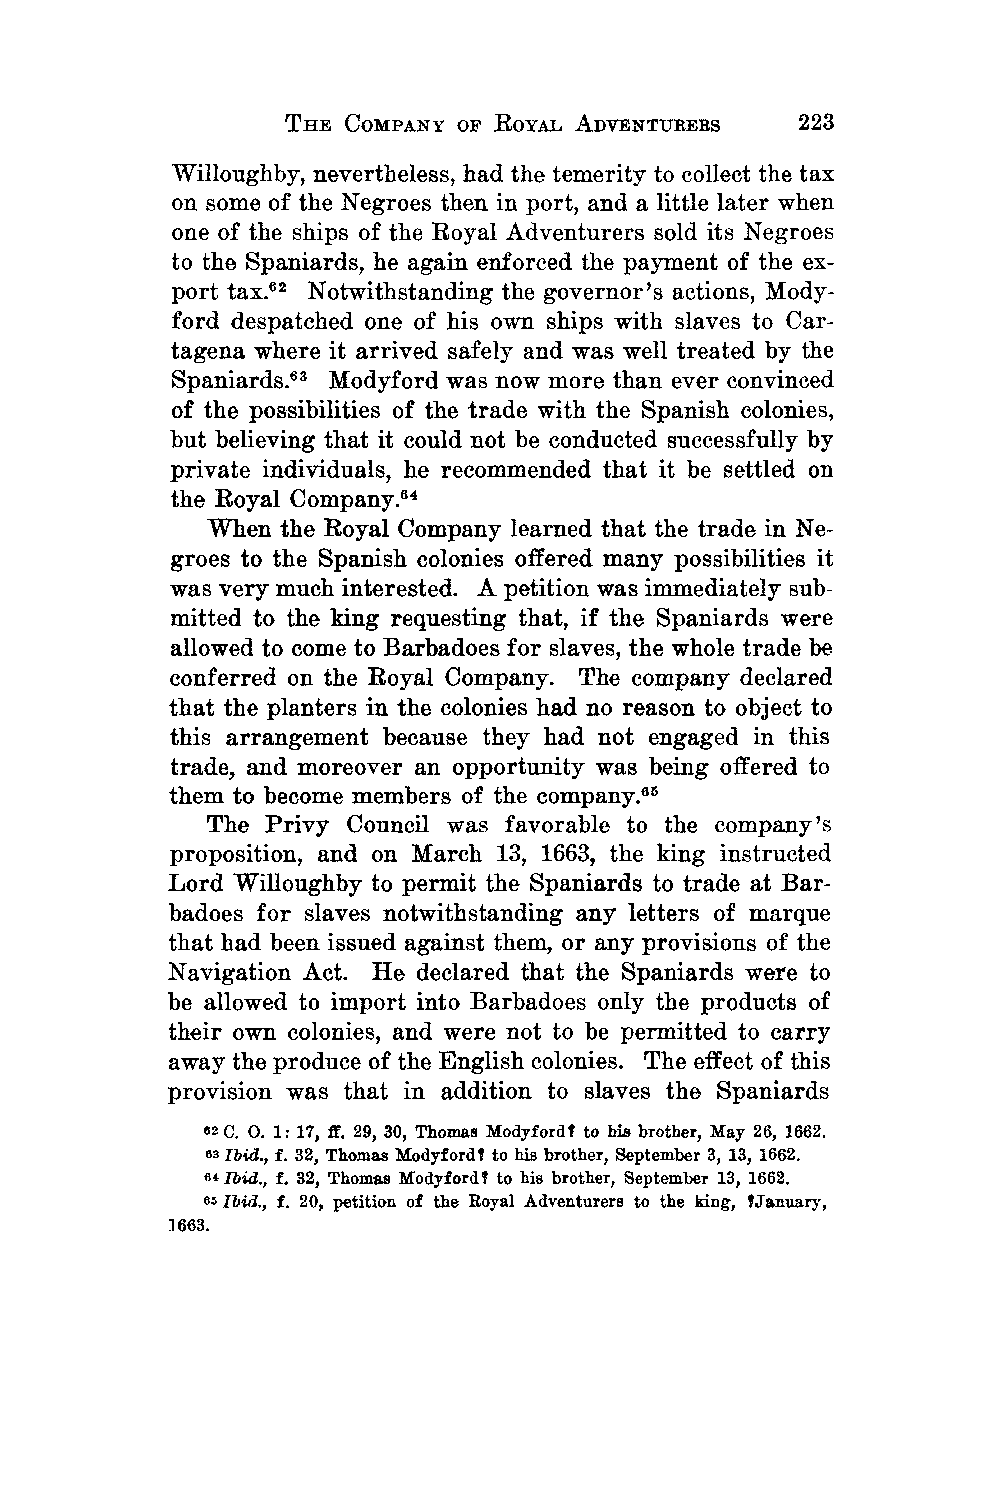 THE COMPANY OF ROYAL ADVENTURERS 223
Willoughby, nevertheless, had the temerity to collect the tax
on some of the Negroes then in port, and a little later when
one of the ships of the Royal Adventurers sold its Negroes
to the Spaniards, he again enforced the payment of the ex-
port tax.⁶² Notwithstanding the governor's actions, Mody-
ford despatched one of his own ships with slaves to Car-
tagena where it arrived safely and was well treated by the
Spaniards.⁶³ Modyford was now more than ever convinced
of the possibilities of the trade with the Spanish colonies,
but believing that it could not be conducted successfully by
private individuals, he recommended that it be settled on
the Royal Company.⁶⁴
When the Royal Company learned that the trade in Ne-
groes to the Spanish colonies offered many possibilities it
was very much interested. A petition was immediately sub-
mitted to the king requesting that, if the Spaniards were
allowed to come to Barbadoes for slaves, the whole trade be
conferred on the Royal Company. The company declared
that the planters in the colonies had no reason to object to
this arrangement because they had not engaged in this
trade, and moreover an opportunity was being offered to
them to become members of the company.⁶⁵
The Privy Council was favorable to the company's
proposition, and on March 13, 1663, the king instructed
Lord Willoughby to permit the Spaniards to trade at Bar-
badoes for slaves notwithstanding any letters of marque
that had been issued against them, or any provisions of the
Navigation Act. He declared that the Spaniards were to
be allowed to import into Barbadoes only the products of
their own colonies, and were not to be permitted to carry
away the produce of the English colonies. The effect of this
provision was that in addition to slaves the Spaniards
⁶² C. O. 1: 17, ff. 29, 30, Thomas Modyford? to his brother, May 26, 1662.
⁶³ Ibid., f. 32, Thomas Modyford? to his brother, September 3, 13, 1662.
⁶⁴ Ibid., f. 32, Thomas Modyford? to his brother, September 13, 1662.
⁶⁵ Ibid., f. 20, petition of the Royal Adventurers to the king, ?January,
1663.